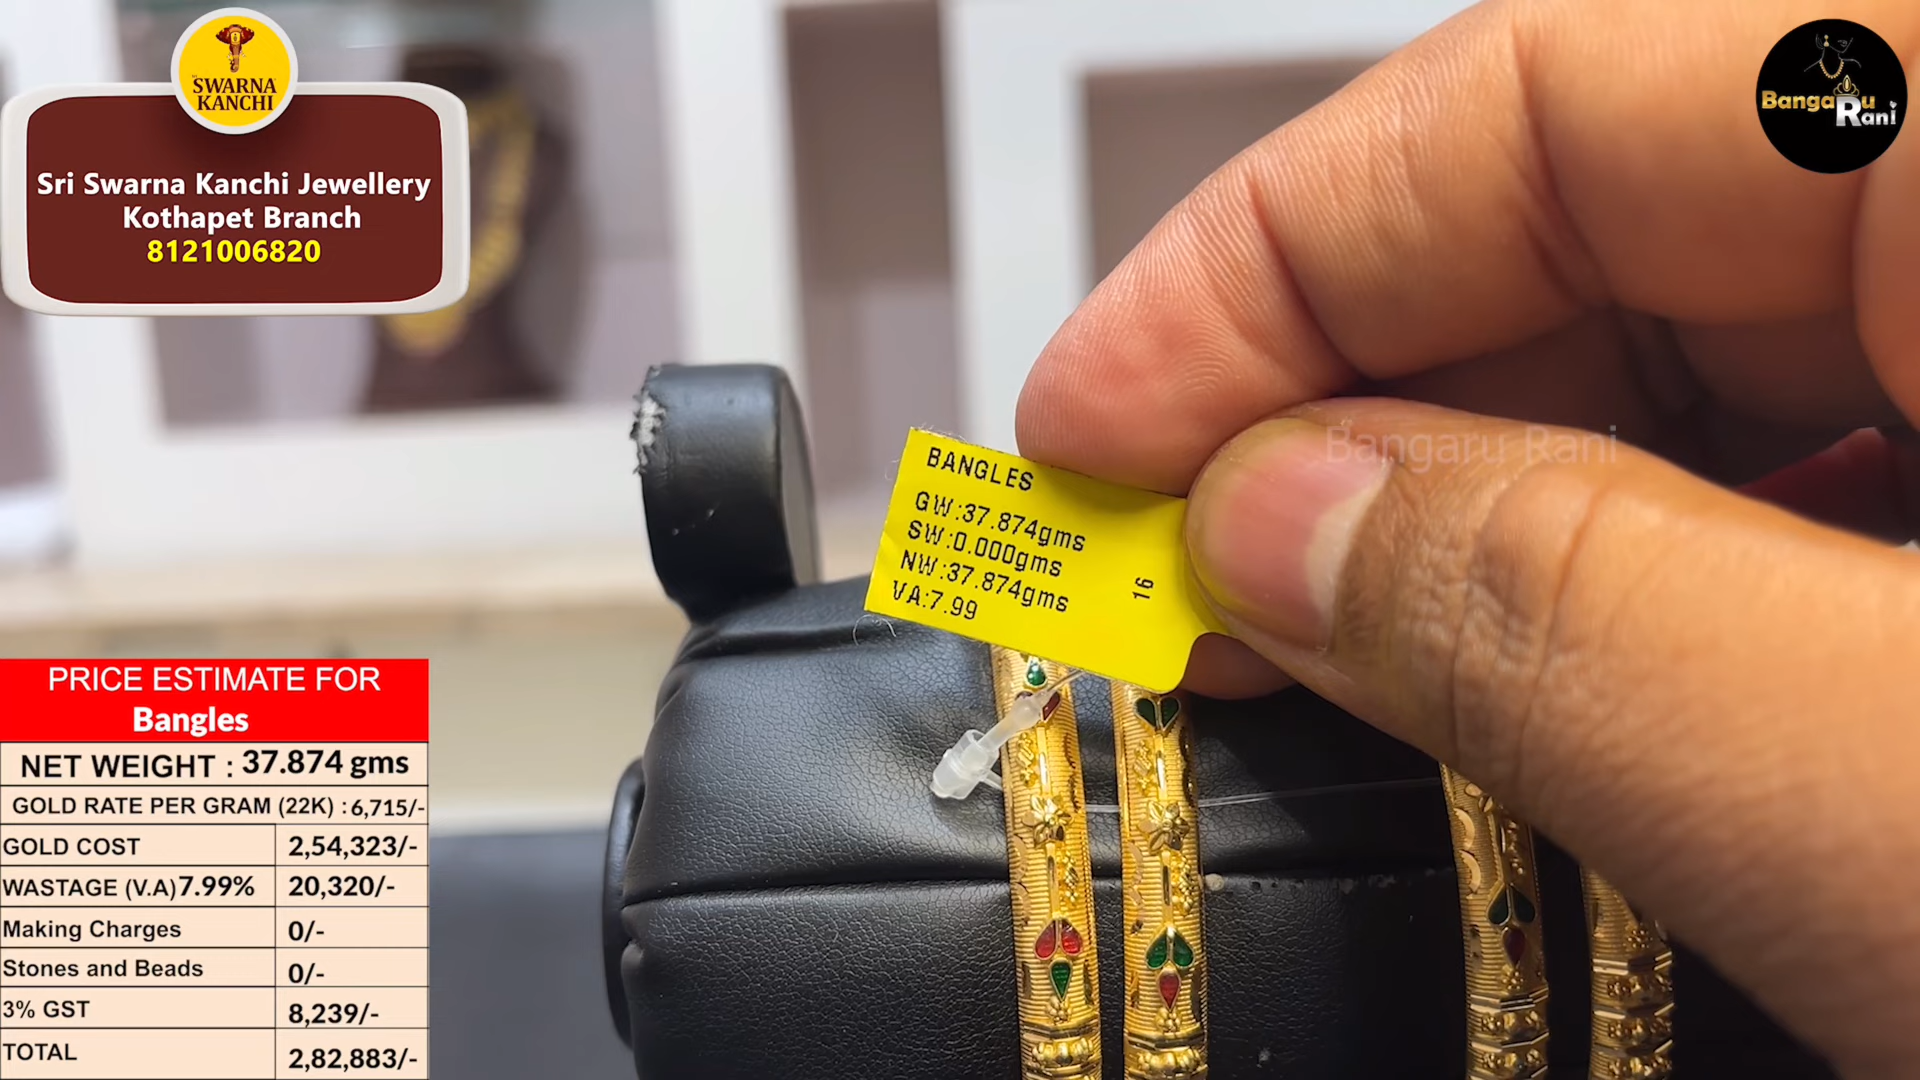 SWARNA
KANCHI
Sri Swarna Kanchi Jewellery
Kothapet Branch
8121006820
Bangaru
Rani
BANGLES
GW:37.874gms
SW:0.000gms
NW:37.874gms
VA:7.99
16
Bangaru Rani
PRICE ESTIMATE FOR
Bangles
NET WEIGHT : 37.874 gms
GOLD RATE PER GRAM (22K) : 6,715/-
GOLD COST 2,54,323/-
WASTAGE (V.A)7.99% 20,320/-
Making Charges 0/-
Stones and Beads 0/-
3% GST 8,239/-
TOTAL 2,82,883/-